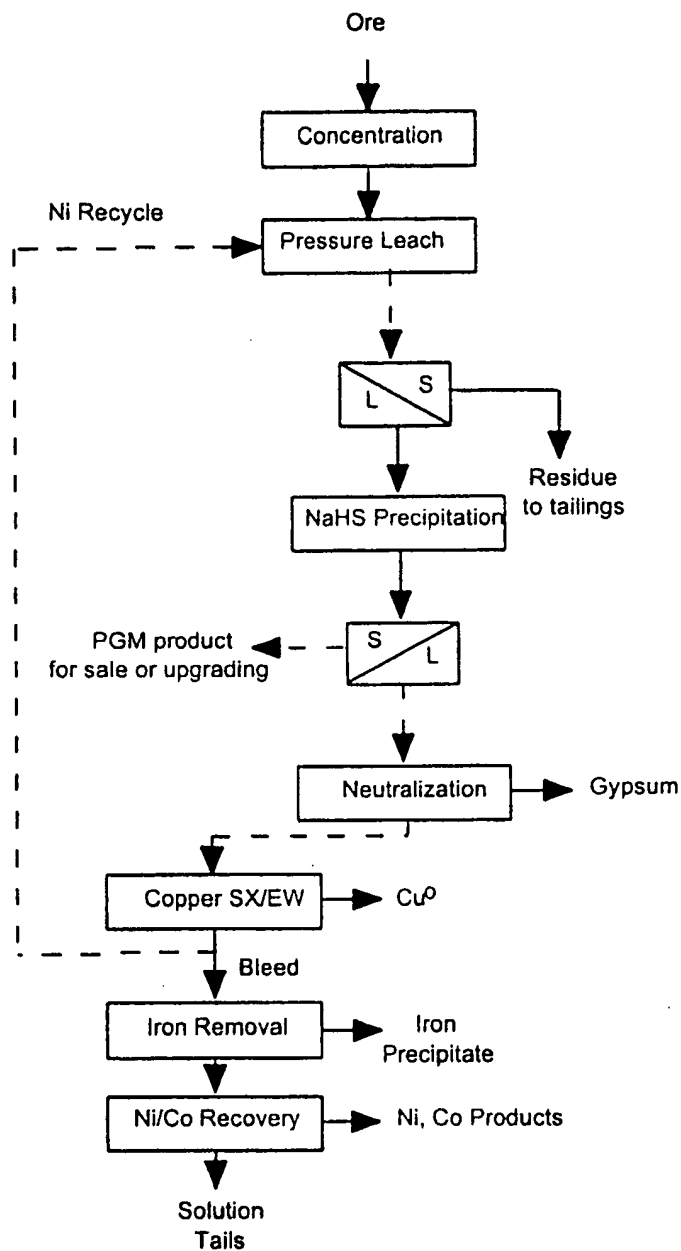 Ore
Concentration
Ni Recycle
Pressure Leach
L S
Residue
to tailings
NaHS Precipitation
PGM product
for sale or upgrading
S L
Neutralization
Gypsum
Copper SX/EW
Cuº
Bleed
Iron Removal
Iron
Precipitate
Ni/Co Recovery
Ni, Co Products
Solution
Tails